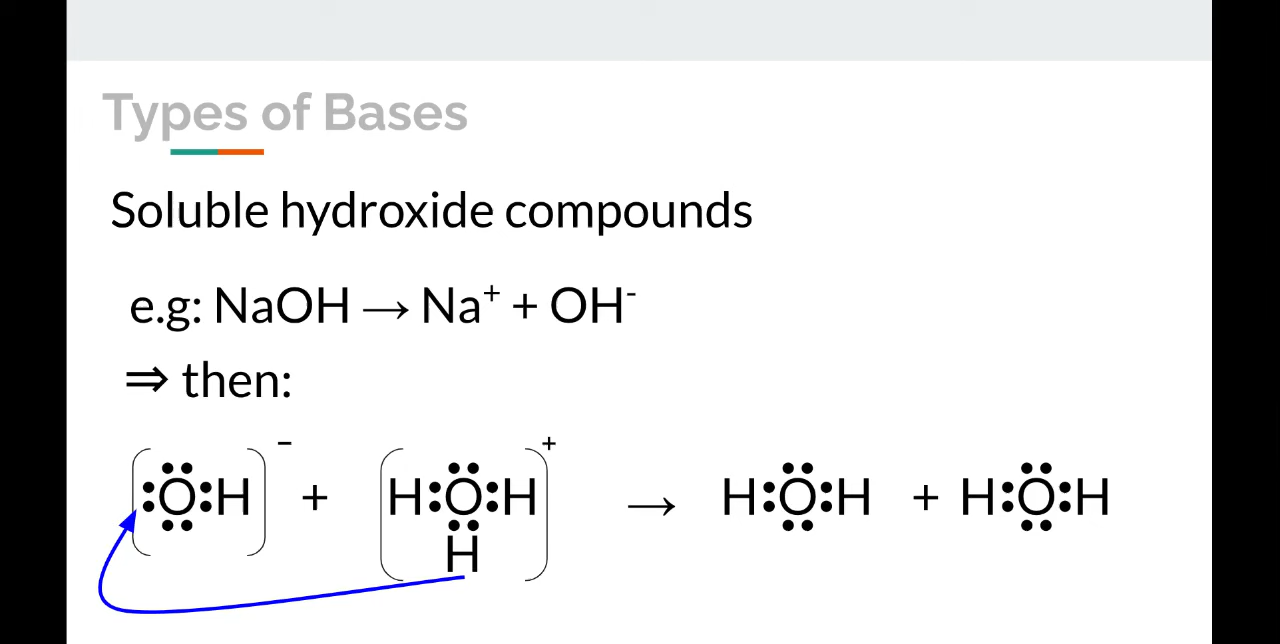 Types of Bases
Soluble hydroxide compounds
e.g: NaOH → Na⁺ + OH⁻
⇒ then:
[:Ö̤:H]⁻ + [H:Ö̤:H H]⁺ → H:Ö̤:H + H:Ö̤:H